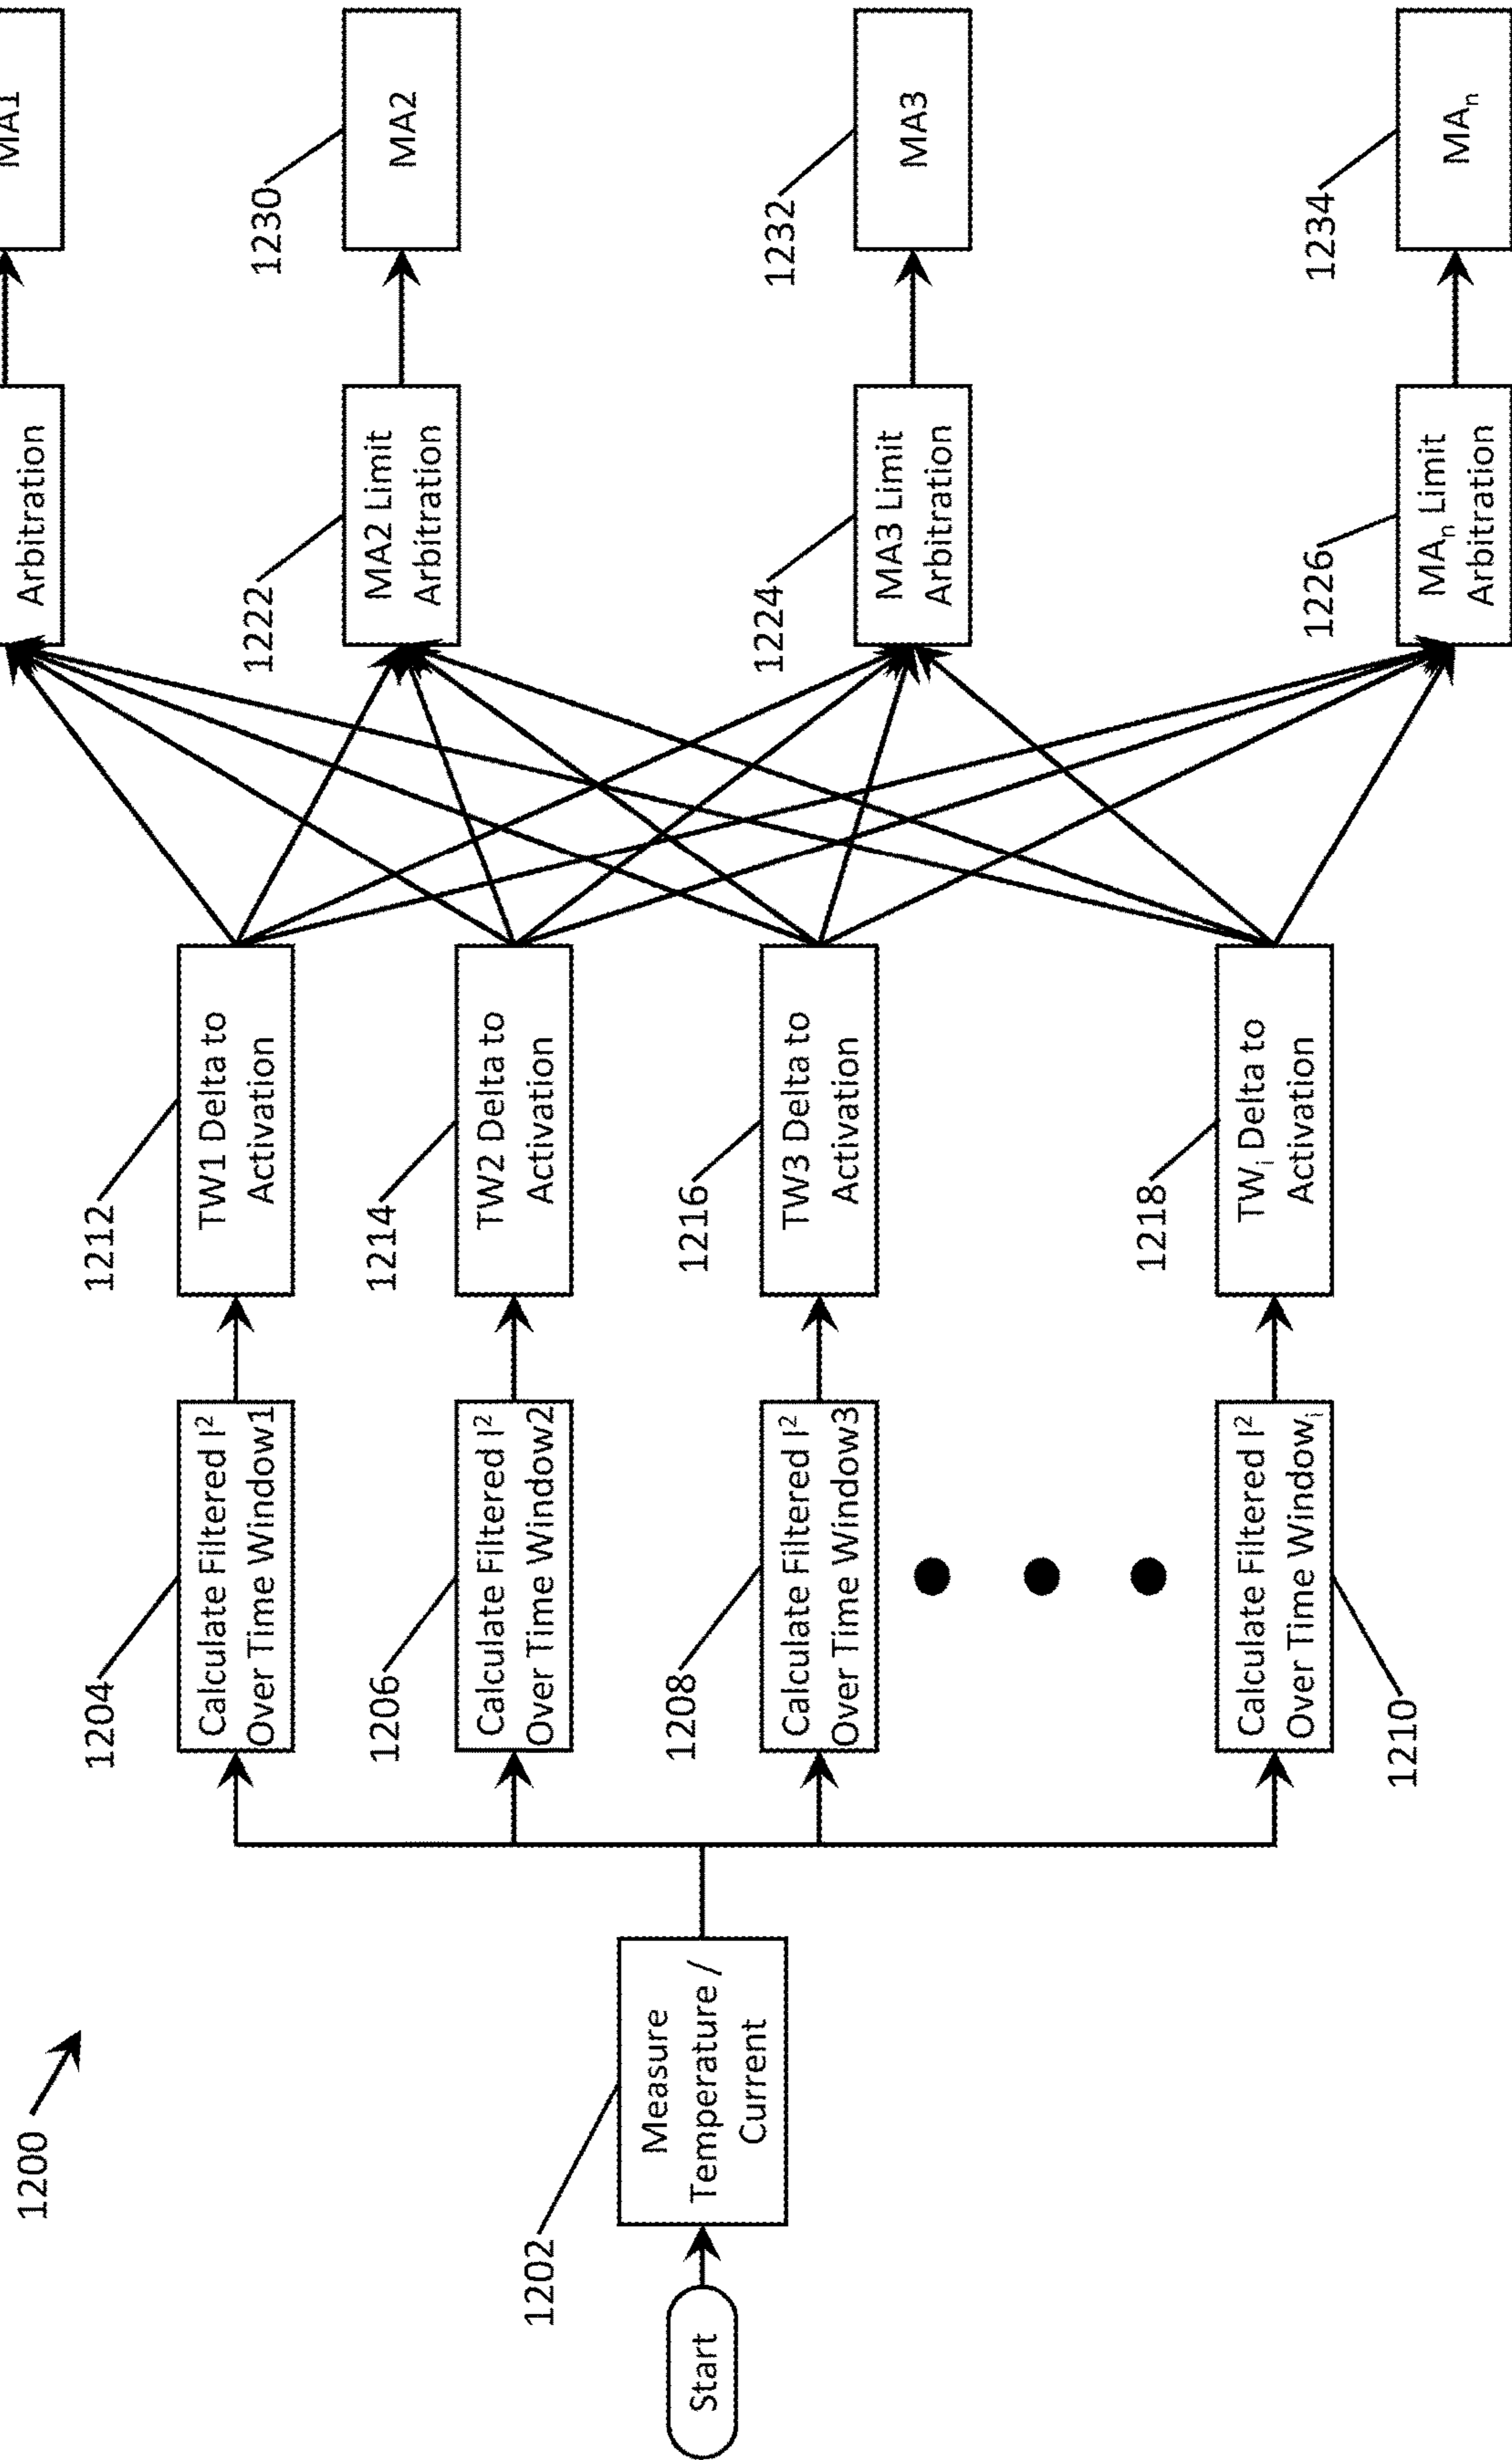 1200
Start
1202
Measure
Temperature /
Current
1204
Calculate Filtered I²
Over Time Window1
1206
Calculate Filtered I²
Over Time Window2
1208
Calculate Filtered I²
Over Time Window3
1210
Calculate Filtered I²
Over Time Windowᵢ
1212
TW1 Delta to
Activation
1214
TW2 Delta to
Activation
1216
TW3 Delta to
Activation
1218
TWᵢ Delta to
Activation
Arbitration
1222
MA2 Limit
Arbitration
1224
MA3 Limit
Arbitration
1226
MAₙ Limit
Arbitration
MA1
1230
MA2
1232
MA3
1234
MAₙ